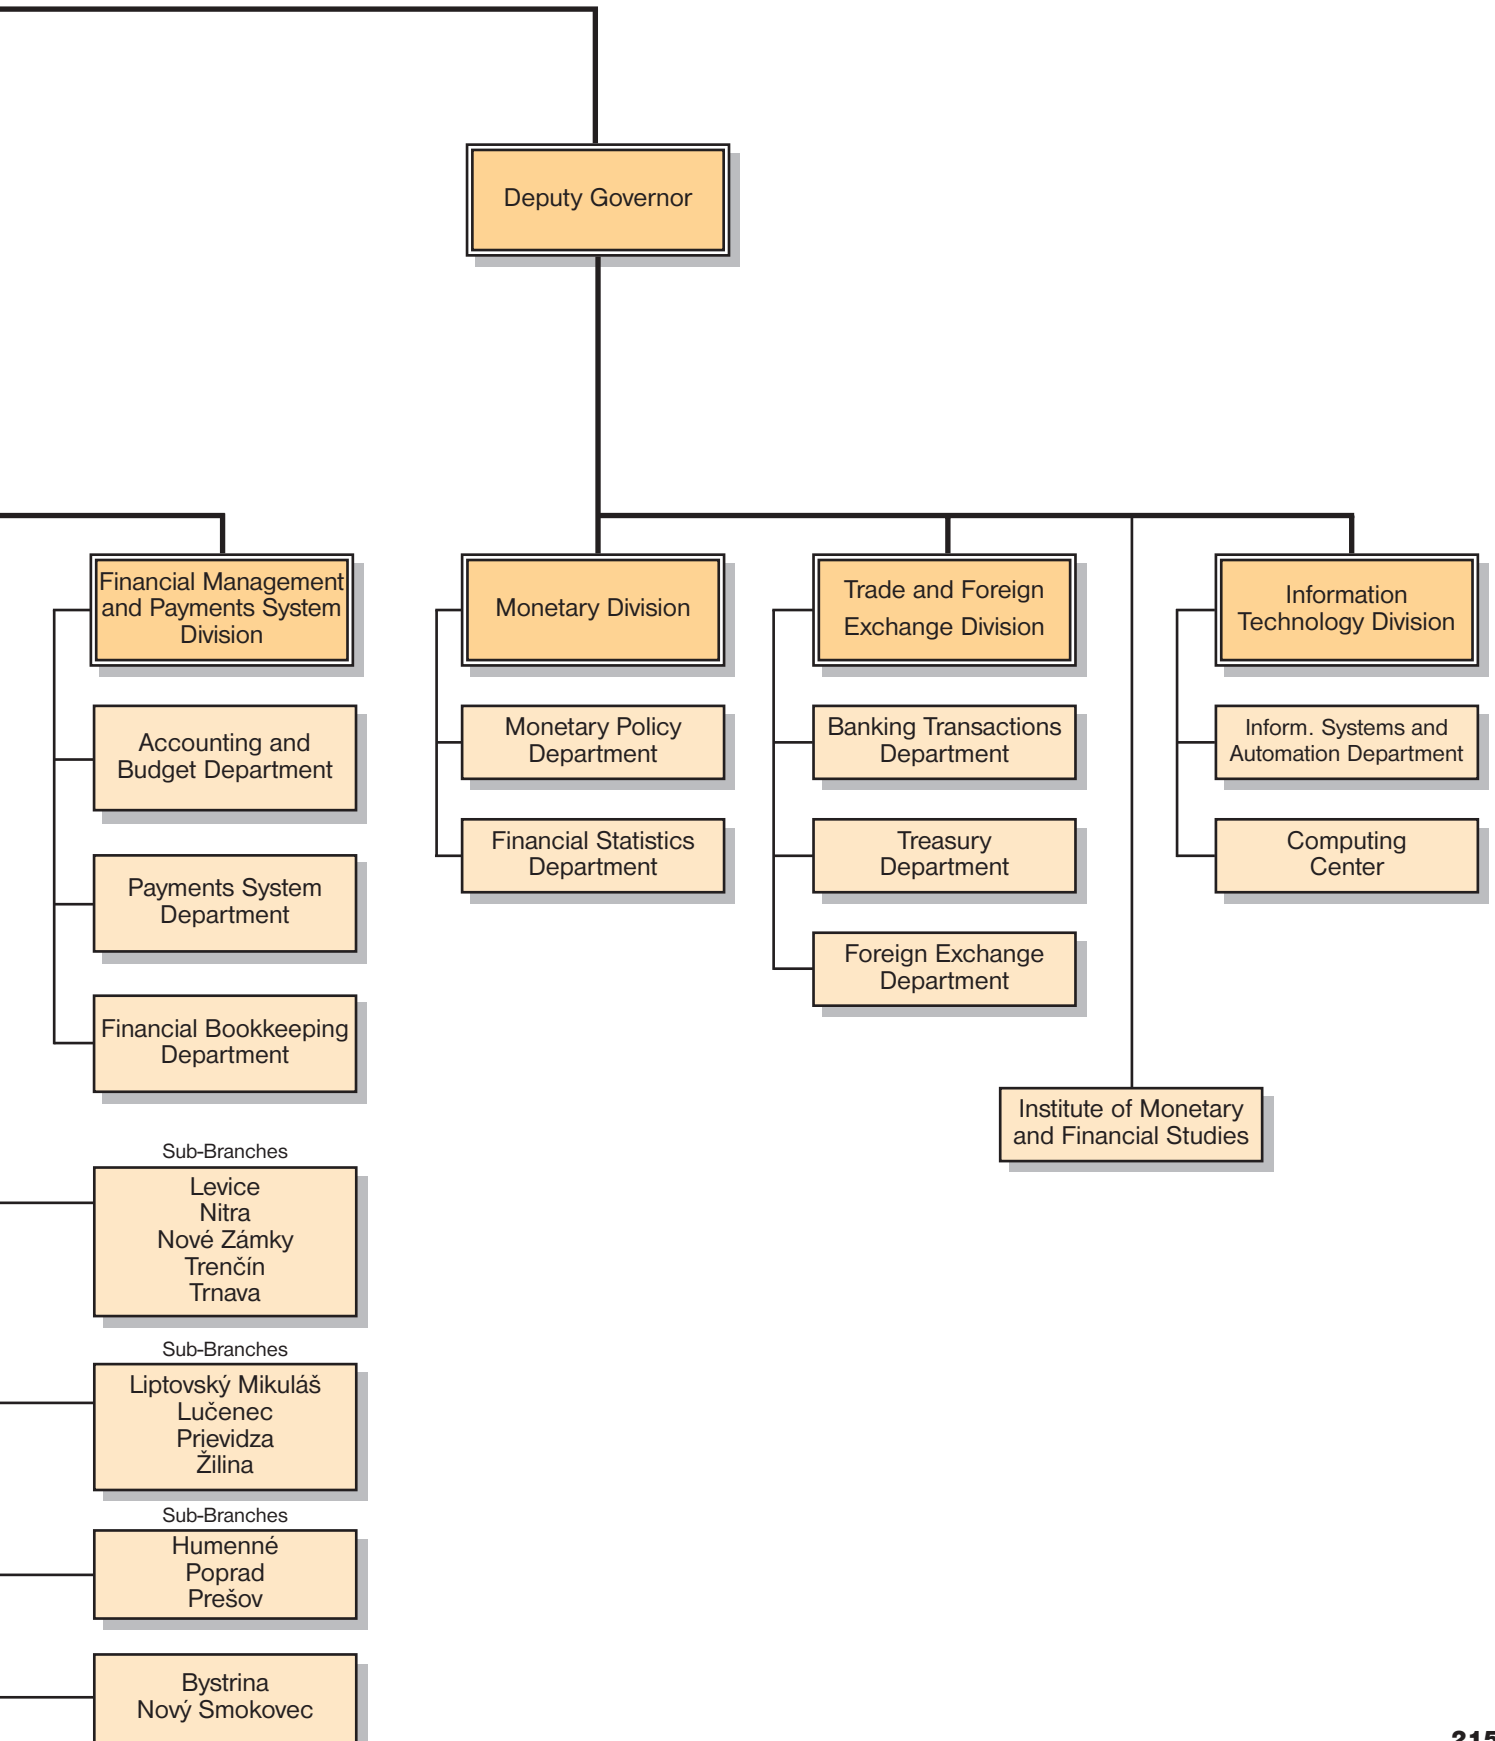 Deputy Governor
Financial Management
and Payments System
Division
Monetary Division
Trade and Foreign
Exchange Division
Information
Technology Division
Accounting and
Budget Department
Monetary Policy
Department
Banking Transactions
Department
Inform. Systems and
Automation Department
Financial Statistics
Department
Treasury
Department
Computing
Center
Payments System
Department
Foreign Exchange
Department
Financial Bookkeeping
Department
Institute of Monetary
and Financial Studies
Sub-Branches
Levice
Nitra
Nové Zámky
Trenčín
Trnava
Sub-Branches
Liptovský Mikuláš
Lučenec
Prievidza
Žilina
Sub-Branches
Humenné
Poprad
Prešov
Bystrina
Nový Smokovec
215